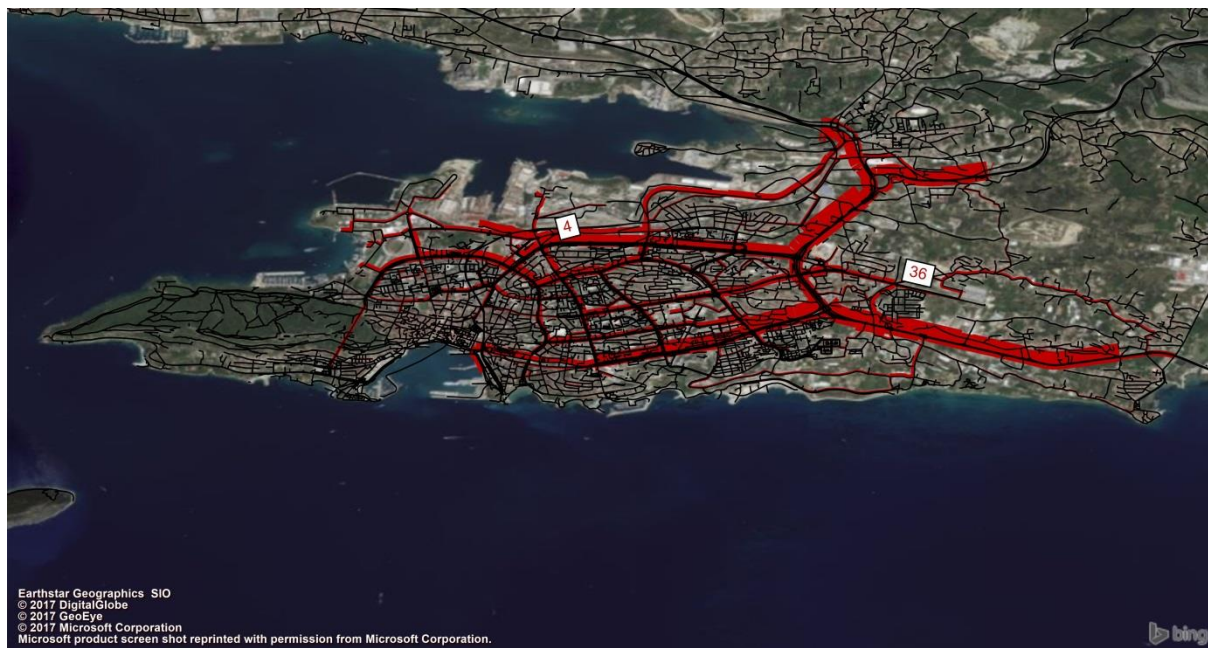 4
36
Earthstar Geographics SIO
© 2017 DigitalGlobe
© 2017 GeoEye
© 2017 Microsoft Corporation
Microsoft product screen shot reprinted with permission from Microsoft Corporation.
bing